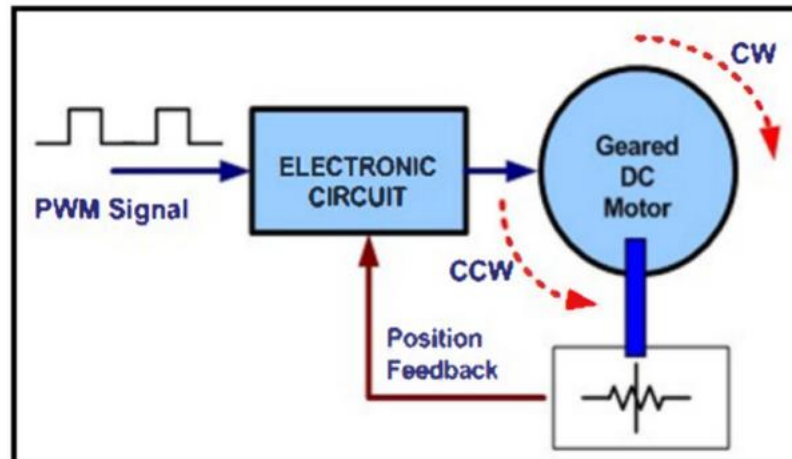 PWM Signal
ELECTRONIC
CIRCUIT
Geared
DC
Motor
CW
CCW
Position
Feedback